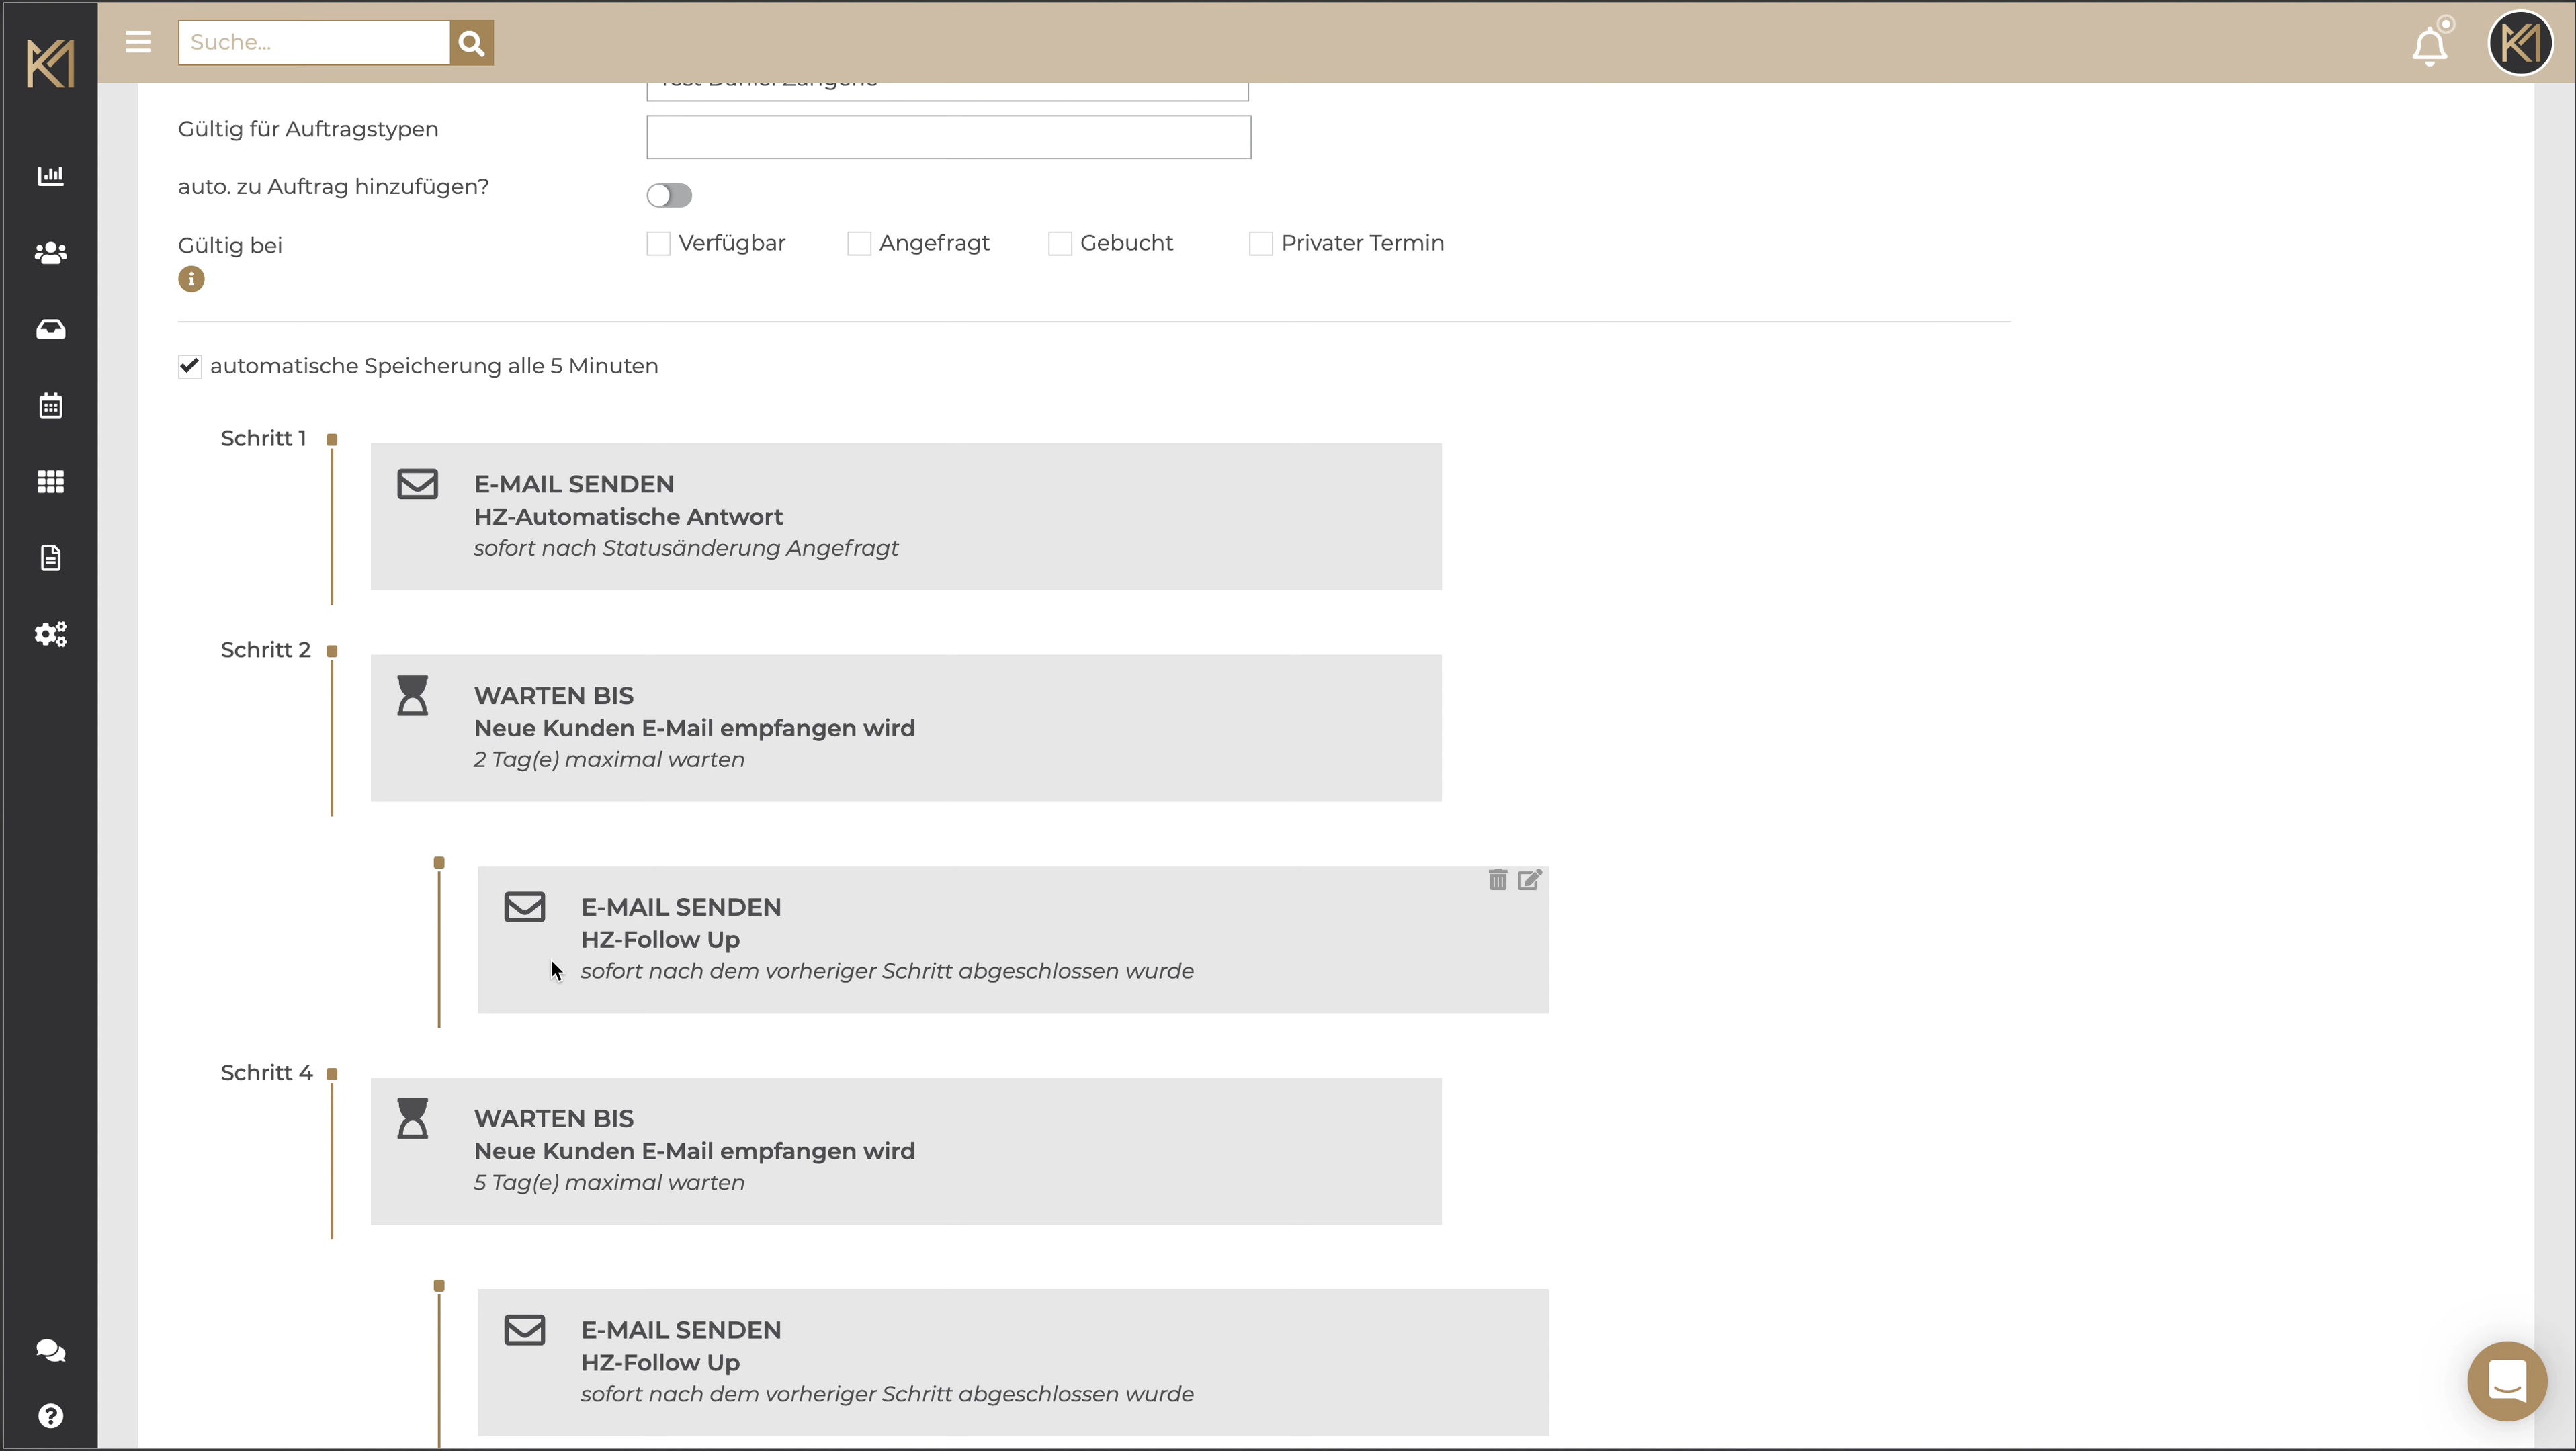 Suche...
Gültig für Auftragstypen
auto. zu Auftrag hinzufügen?
Gültig bei
Verfügbar
Angefragt
Gebucht
Privater Termin
automatische Speicherung alle 5 Minuten
Schritt 1
E-MAIL SENDEN
HZ-Automatische Antwort
sofort nach Statusänderung Angefragt
Schritt 2
WARTEN BIS
Neue Kunden E-Mail empfangen wird
2 Tag(e) maximal warten
E-MAIL SENDEN
HZ-Follow Up
sofort nach dem vorheriger Schritt abgeschlossen wurde
Schritt 4
WARTEN BIS
Neue Kunden E-Mail empfangen wird
5 Tag(e) maximal warten
E-MAIL SENDEN
HZ-Follow Up
sofort nach dem vorheriger Schritt abgeschlossen wurde